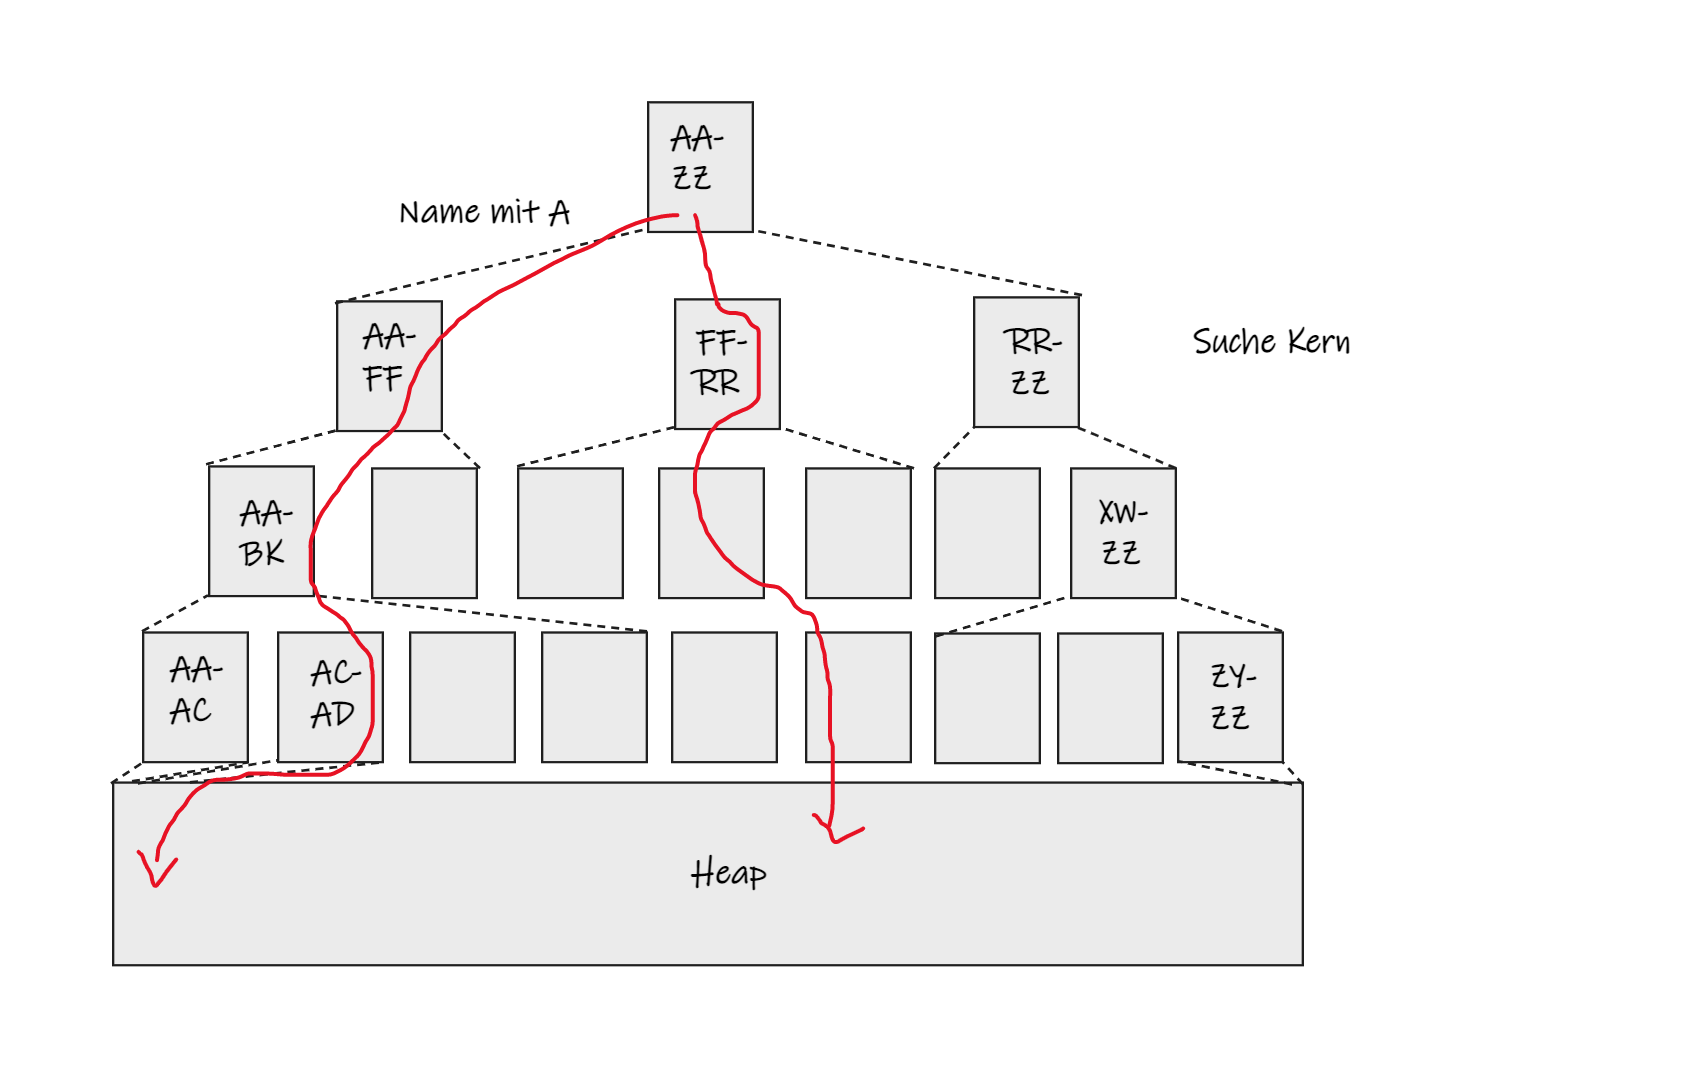 AA-
ZZ
Name mit A
AA-
FF
FF-
RR
RR-
ZZ
Suche Kern
AA-
BK
XW-
ZZ
AA-
AC
AC-
AD
ZY-
ZZ
Heap